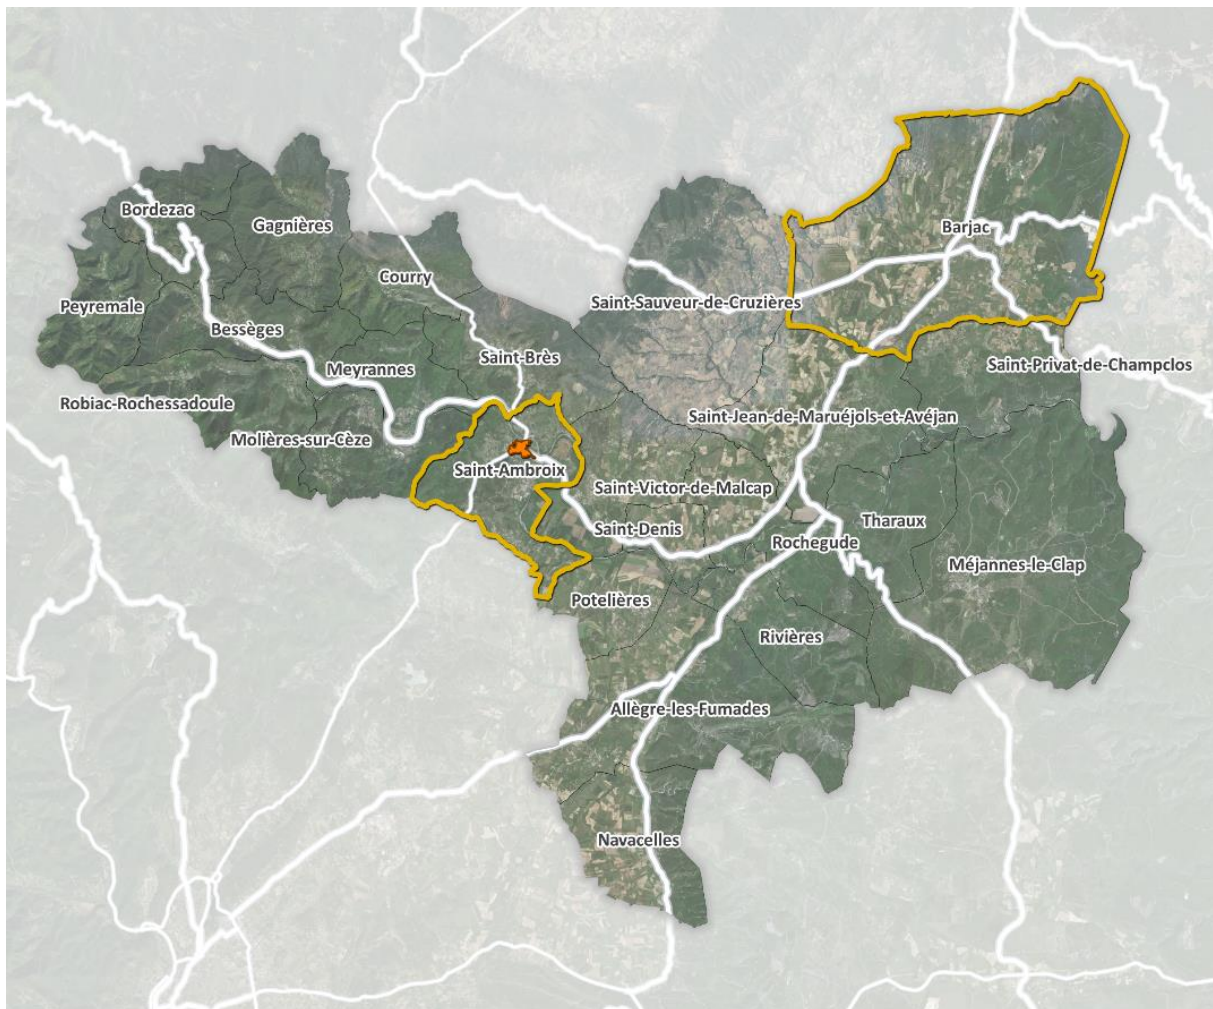 Bordezac
Gagnières
Barjac
Courry
Peyremale
Saint-Sauveur-de-Cruzières
Bessèges
Saint-Brès
Meyrannes
Saint-Privat-de-Champclos
Robiac-Rochessadoule
Saint-Jean-de-Maruéjols-et-Avéjan
Molières-sur-Cèze
Saint-Ambroix
Saint-Victor-de-Malcap
Tharaux
Saint-Denis
Rochegude
Méjannes-le-Clap
Potelières
Rivières
Allègre-les-Fumades
Navacelles